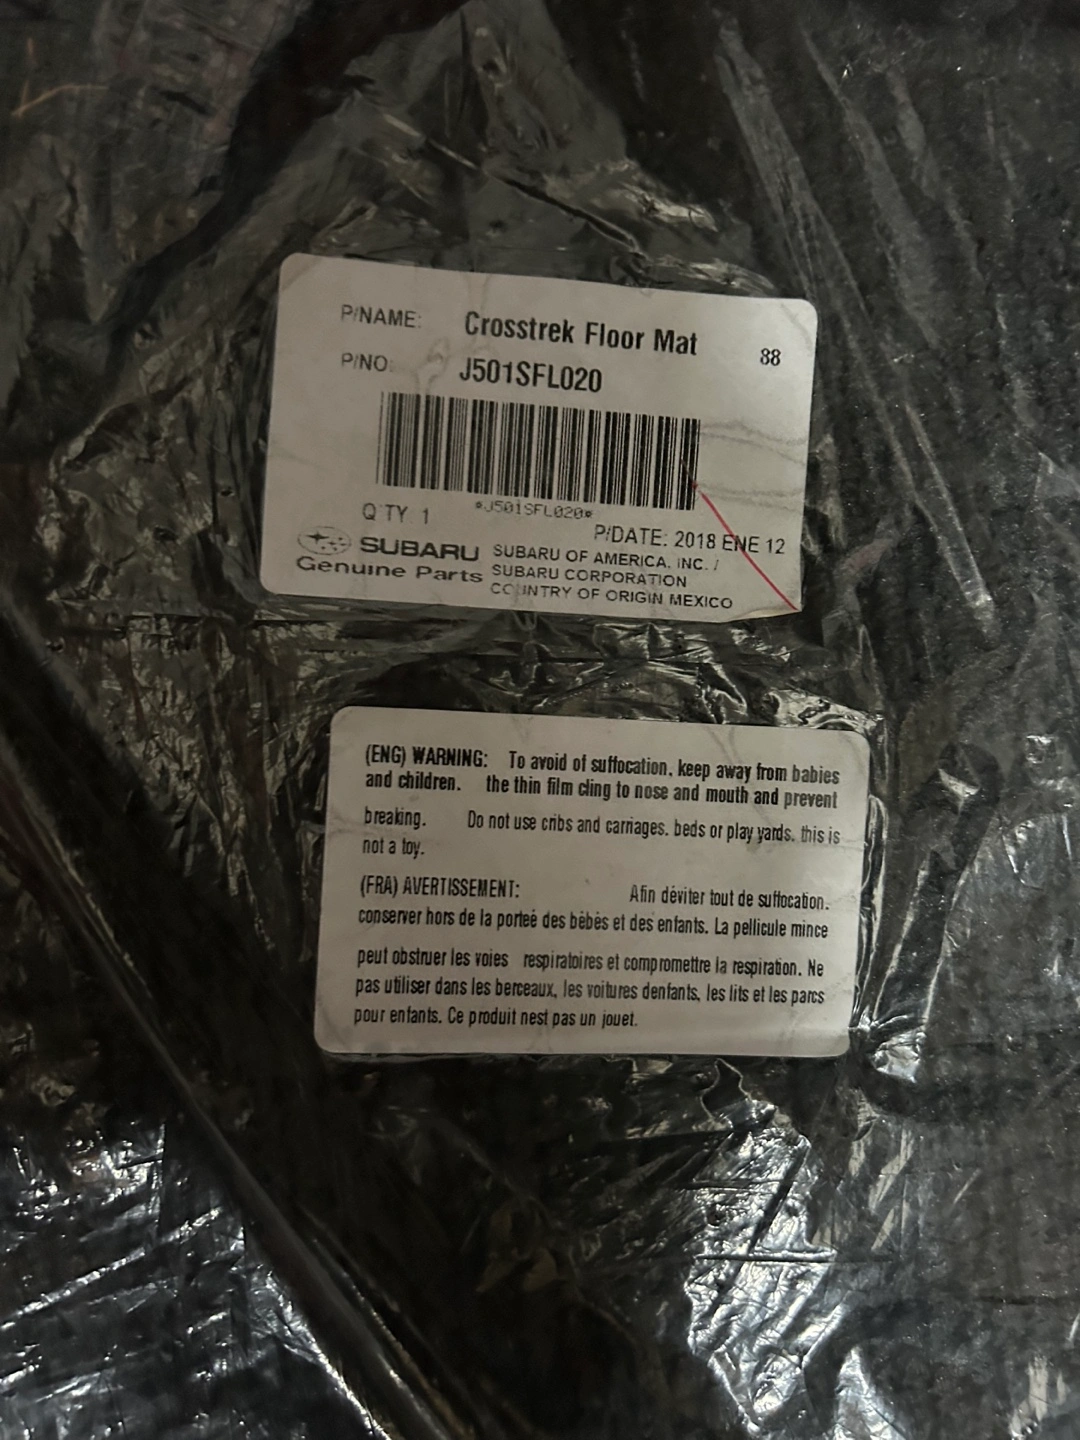 P/NAME: Crosstrek Floor Mat 88
P/NO: J501SFL020
*J501SFL020*
Q'TY 1
P/DATE: 2018 ENE 12
SUBARU
Genuine Parts
SUBARU OF AMERICA, INC. /
SUBARU CORPORATION
COUNTRY OF ORIGIN MEXICO
(ENG) WARNING: To avoid of suffocation, keep away from babies
and children. the thin film cling to nose and mouth and prevent
breaking. Do not use cribs and carriages. beds or play yards. this is
not a toy.
(FRA) AVERTISSEMENT: Afin déviter tout de suffocation.
conserver hors de la porteé des bébés et des enfants. La pellicule mince
peut obstruer les voies respiratoires et compromettre la respiration. Ne
pas utiliser dans les berceaux, les voitures denfants, les lits et les parcs
pour enfants. Ce produit nest pas un jouet.